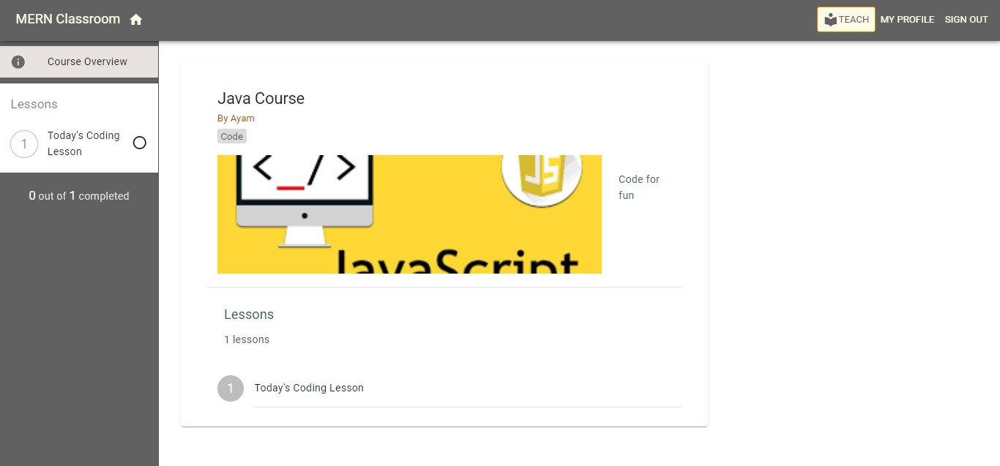 MERN Classroom
TEACH
MY PROFILE
SIGN OUT
Course Overview
Lessons
1
Today's Coding
Lesson
0 out of 1 completed
Java Course
By Ayam
Code
<_/>
JS
JavaScript
Code for
fun
Lessons
1 lessons
1
Today's Coding Lesson